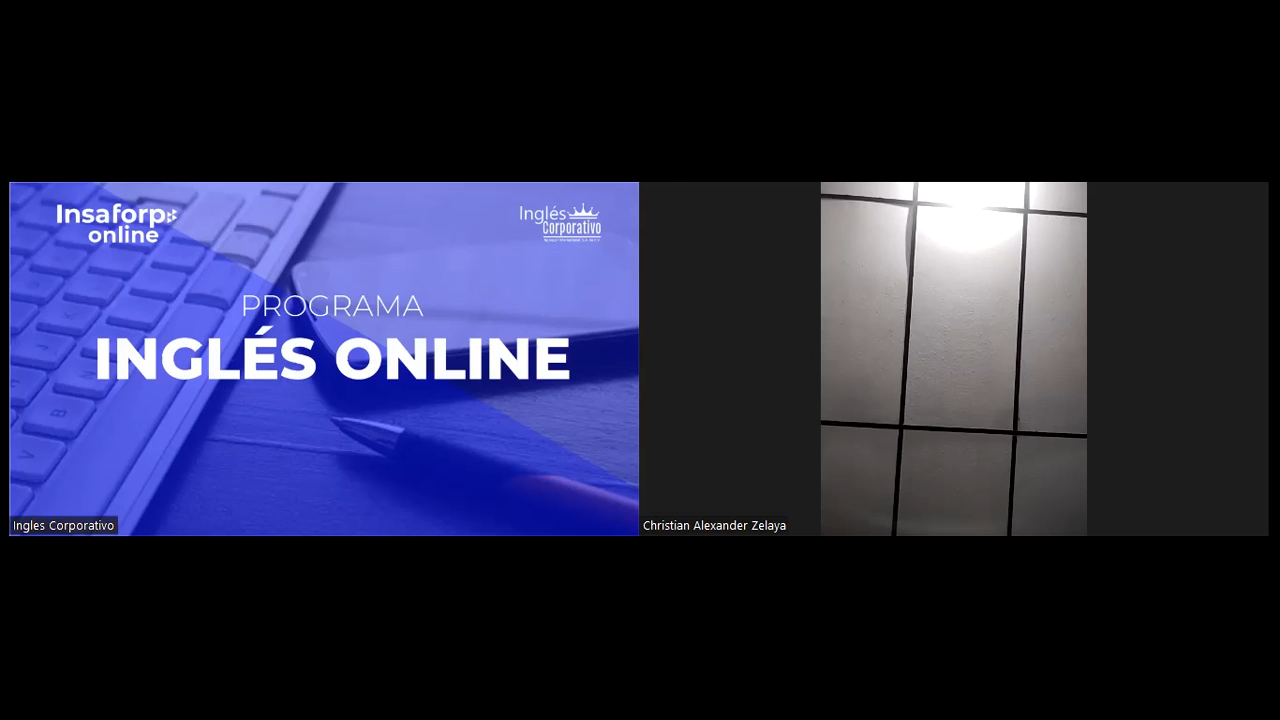 Insaforp
online
Inglés
Corporativo
PROGRAMA
INGLÉS ONLINE
Ingles Corporativo
Christian Alexander Zelaya